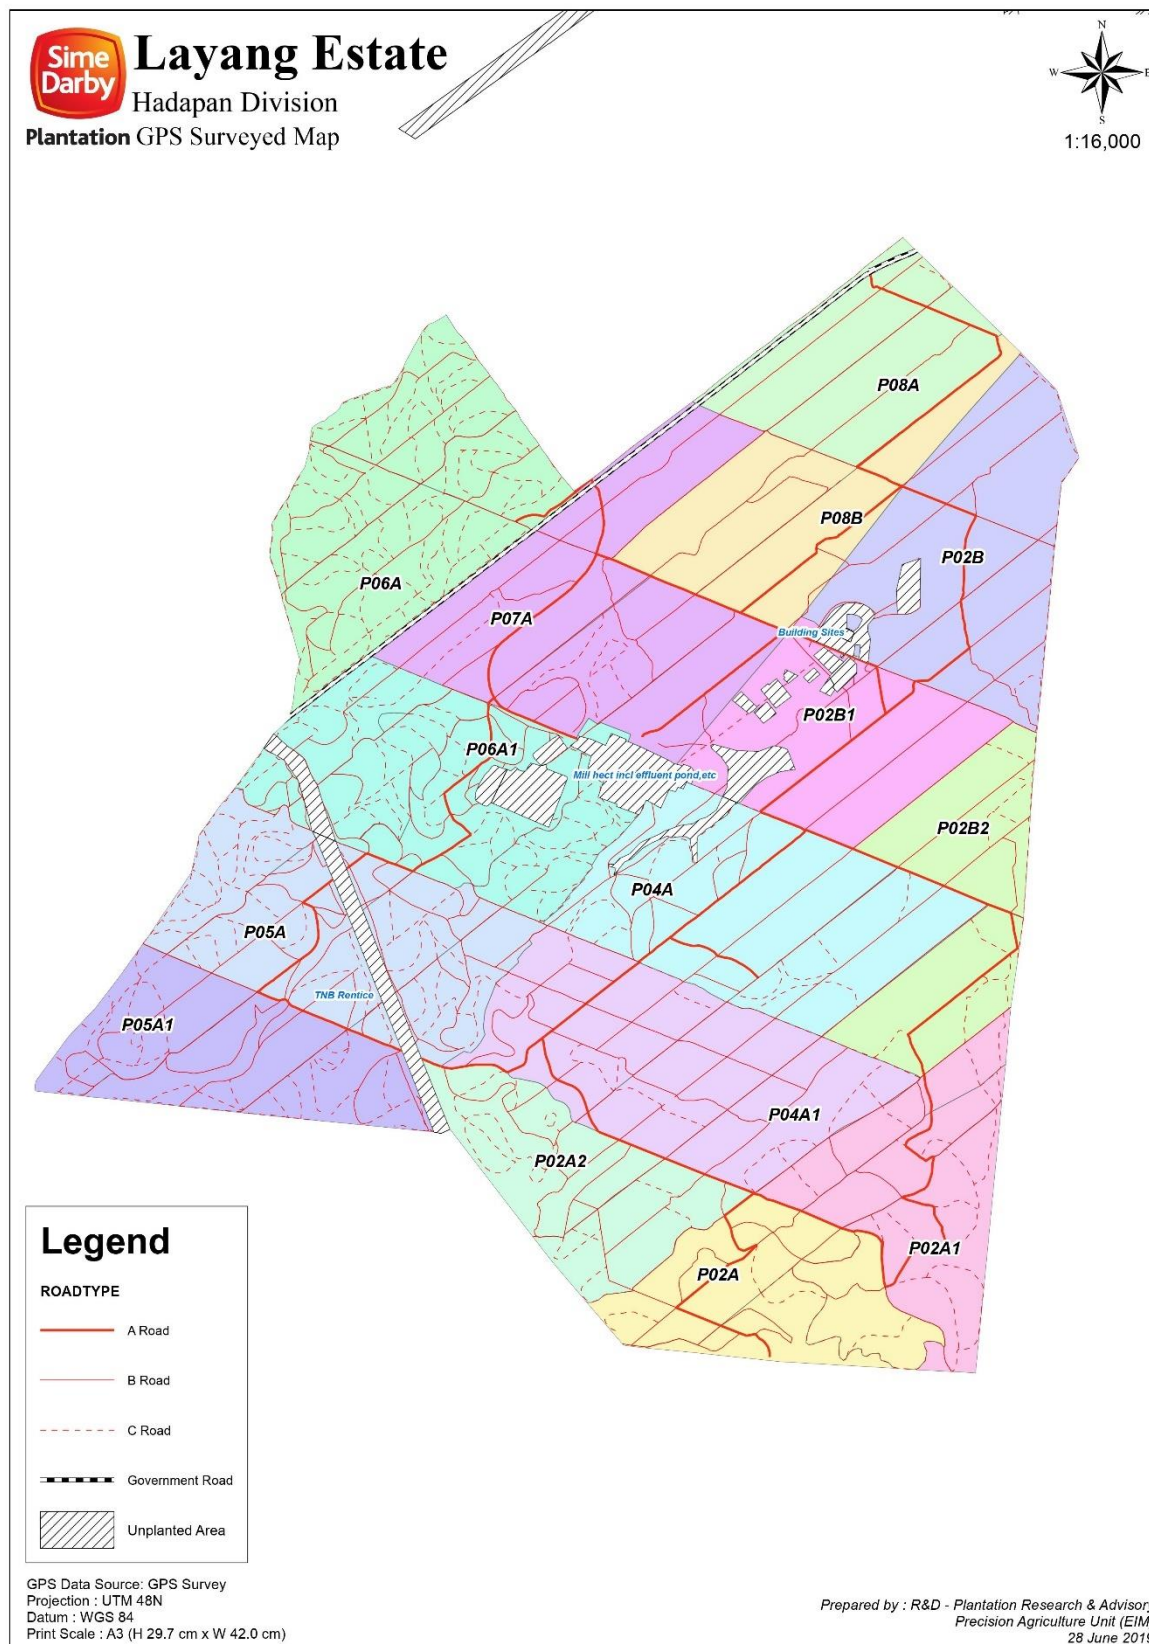 Sime
Darby
Plantation
Layang Estate
Hadapan Division
GPS Surveyed Map
N
W
E
S
1:16,000
P08A
P08B
P02B
P06A
P07A
Building Sites
P02B1
P06A1
Mill hect incl effluent pond,etc
P02B2
P04A
P05A
TNB Rentice
P05A1
P04A1
P02A2
P02A1
P02A
Legend
ROADTYPE
A Road
B Road
C Road
Government Road
Unplanted Area
GPS Data Source: GPS Survey
Projection : UTM 48N
Datum : WGS 84
Print Scale : A3 (H 29.7 cm x W 42.0 cm)
Prepared by : R&D - Plantation Research & Advisory
Precision Agriculture Unit (EIM)
28 June 2019